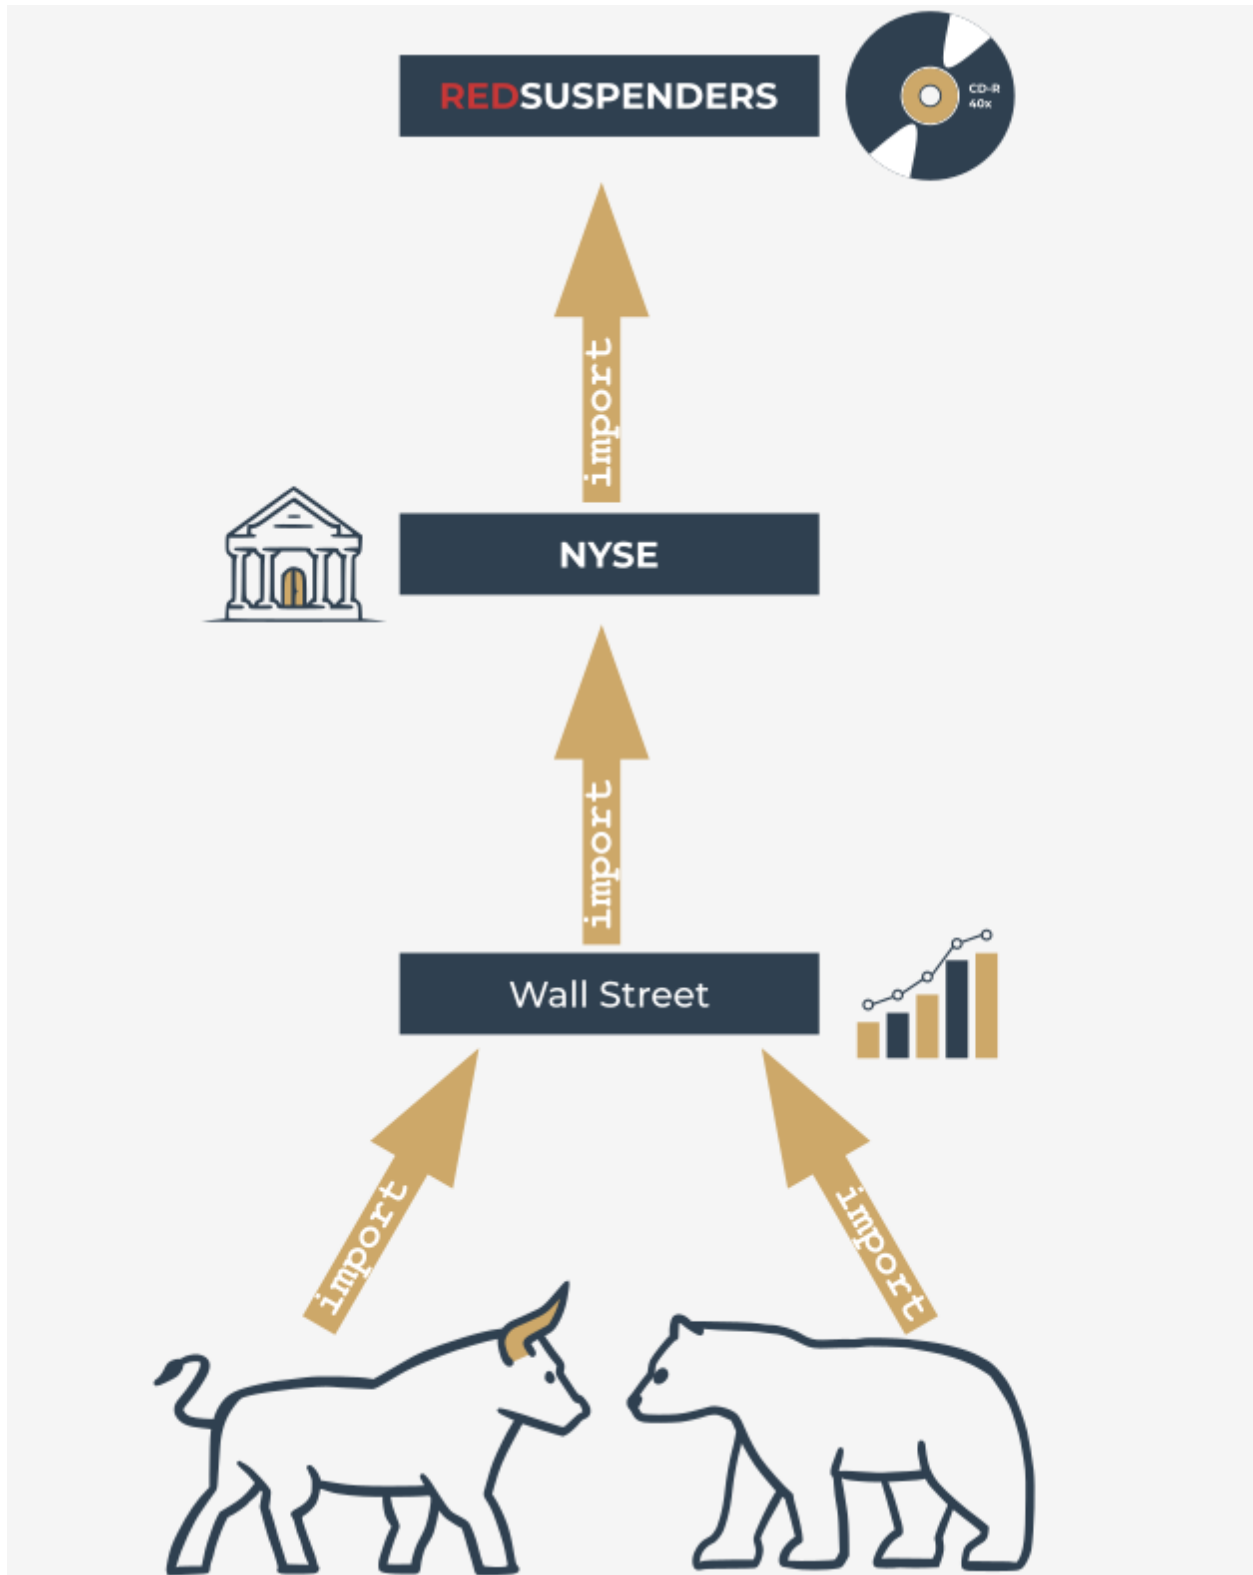 REDSUSPENDERS
CD-R
40x
import
NYSE
import
Wall Street
import
import